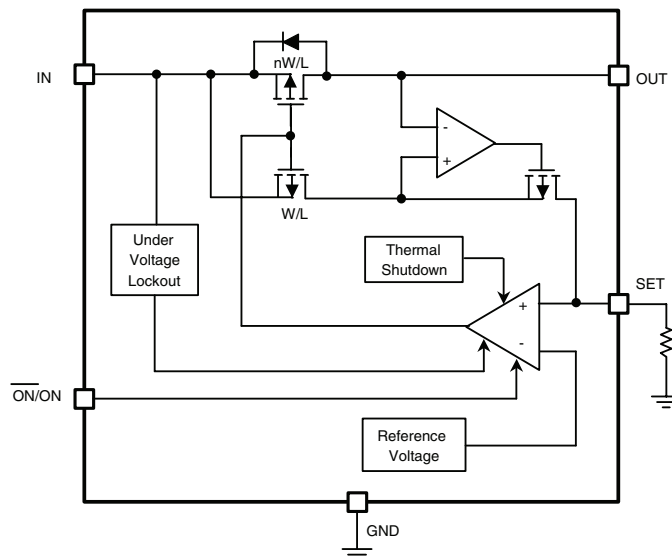 nW/L
IN
OUT
-
+
W/L
Under
Voltage
Lockout
Thermal
Shutdown
SET
+
-
ON/ON
Reference
Voltage
GND